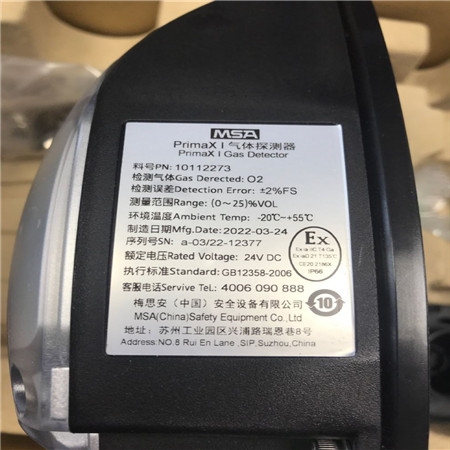 MSA
PrimaX I 气体探测器
PrimaX I Gas Detector
料号PN: 10112273
检测气体Gas Derected: O2
检测误差Detection Error: ±2%FS
测量范围Range: (0～25)%VOL
环境温度Ambient Temp: -20℃~+55℃
制造日期Mfg.Date: 2022-03-24
序列号SN: a-03/22-12377
额定电压Rated Voltage: 24V DC
Ex
IP66
执行标准Standard: GB12358-2006
客服电话Servive Tel.: 4006 090 888
梅思安（中国）安全设备有限公司
MSA(China)Safety Equipment Co., Ltd
10
地址: 苏州工业园区兴浦路瑞恩巷8号
Address:NO.8 Rui En Lane ,SIP,Suzhou,China